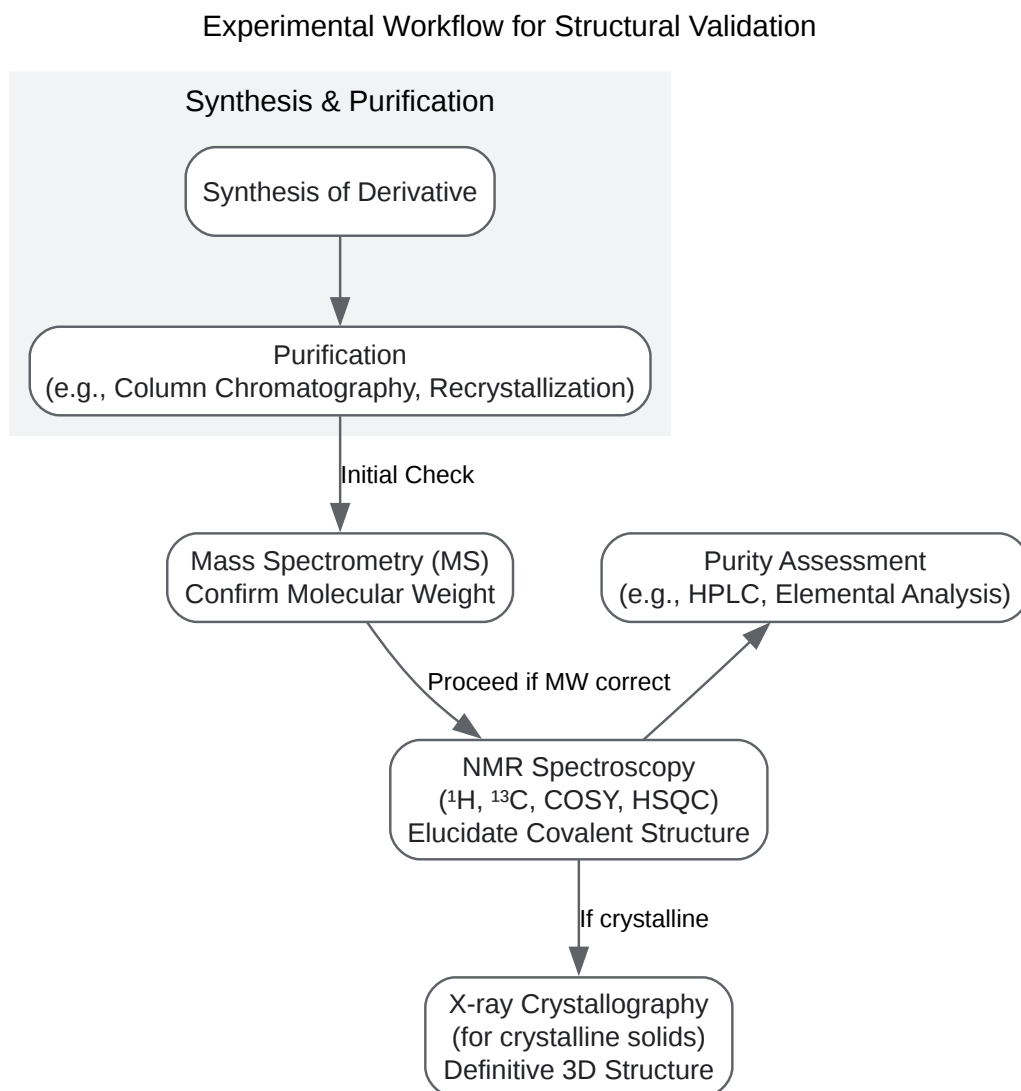 Experimental Workflow for Structural Validation
Synthesis & Purification
Synthesis of Derivative
Purification
(e.g., Column Chromatography, Recrystallization)
Initial Check
Mass Spectrometry (MS)
Confirm Molecular Weight
Purity Assessment
(e.g., HPLC, Elemental Analysis)
Proceed if MW correct
NMR Spectroscopy
(¹H, ¹³C, COSY, HSQC)
Elucidate Covalent Structure
If crystalline
X-ray Crystallography
(for crystalline solids)
Definitive 3D Structure